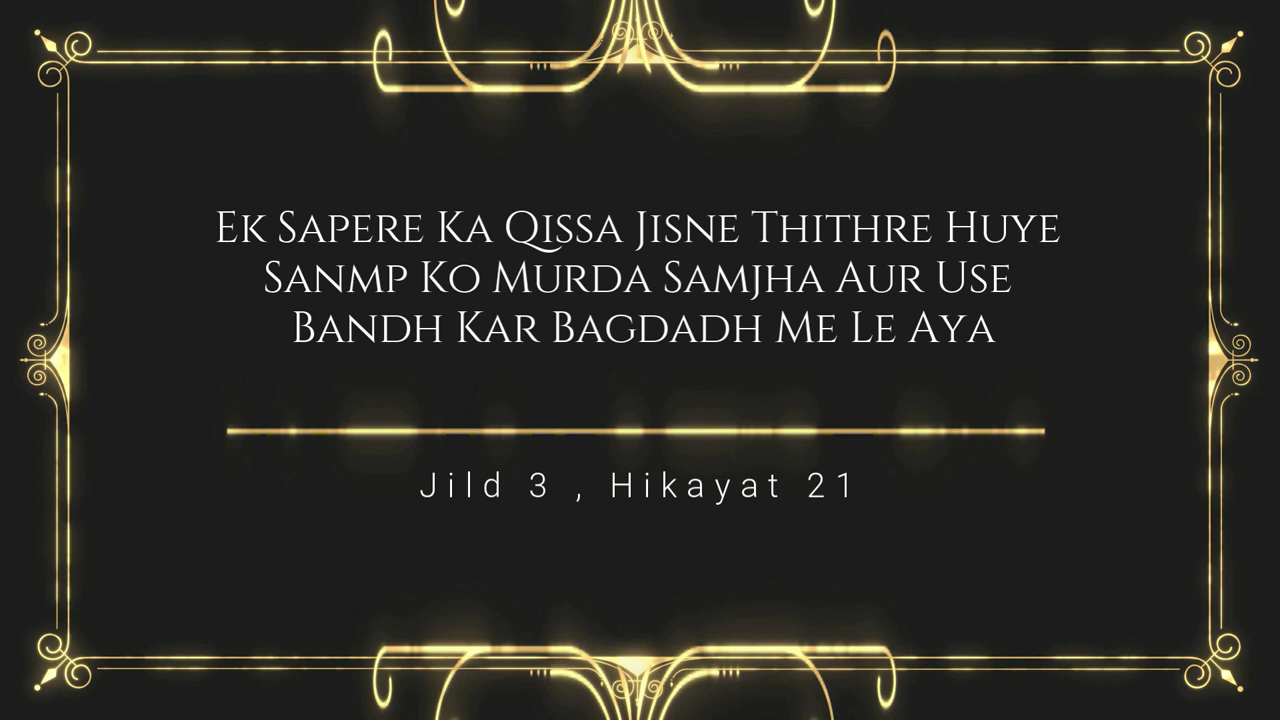 Ek Sapere Ka Qissa Jisne Thithre Huye
Sanmp Ko Murda Samjha Aur Use
Bandh Kar Bagdadh Me Le Aya
Jild 3 , Hikayat 21